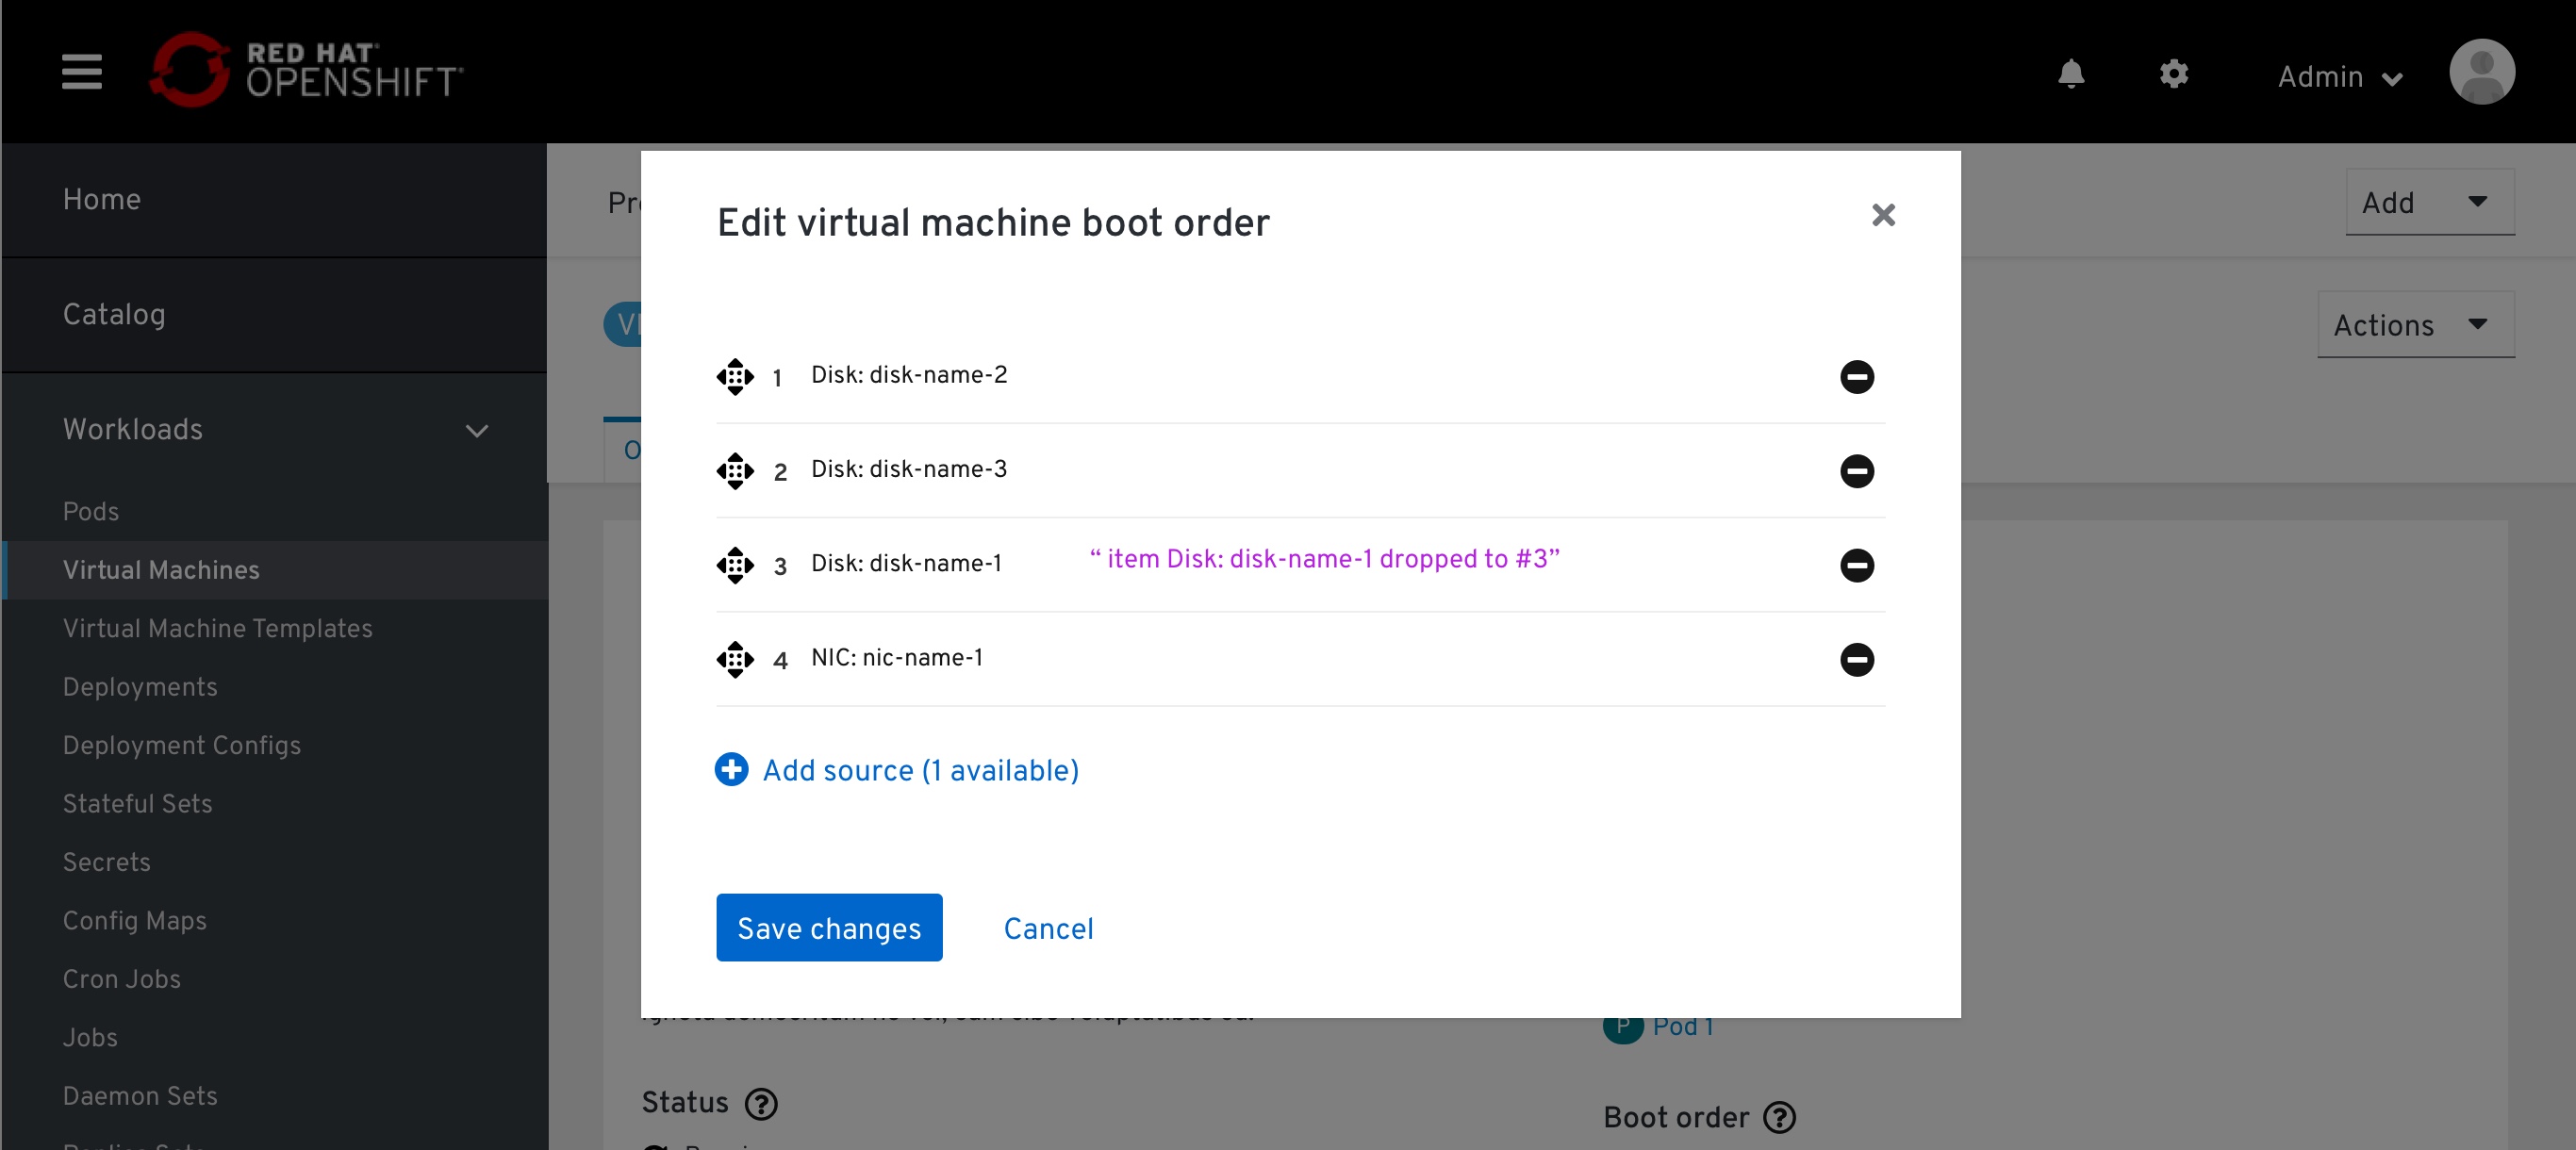 RED HAT
OPENSHIFT
Admin
Home
Catalog
Workloads
Pods
Virtual Machines
Virtual Machine Templates
Deployments
Deployment Configs
Stateful Sets
Secrets
Config Maps
Cron Jobs
Jobs
Daemon Sets
Add
Actions
Edit virtual machine boot order
1 Disk: disk-name-2
2 Disk: disk-name-3
3 Disk: disk-name-1 “ item Disk: disk-name-1 dropped to #3”
4 NIC: nic-name-1
Add source (1 available)
Save changes Cancel
P Pod 1
Status
Boot order